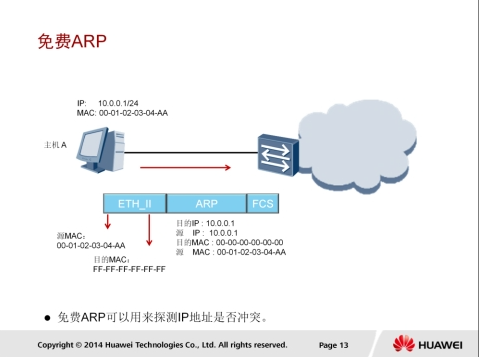 免费ARP
IP: 10.0.0.1/24
MAC: 00-01-02-03-04-AA
主机 A
ETH_II ARP FCS
源MAC:
00-01-02-03-04-AA
目的MAC:
FF-FF-FF-FF-FF-FF
目的IP : 10.0.0.1
源 IP : 10.0.0.1
目的MAC : 00-00-00-00-00-00
源 MAC : 00-01-02-03-04-AA
● 免费ARP可以用来探测IP地址是否冲突。
Copyright © 2014 Huawei Technologies Co., Ltd. All rights reserved. Page 13 HUAWEI